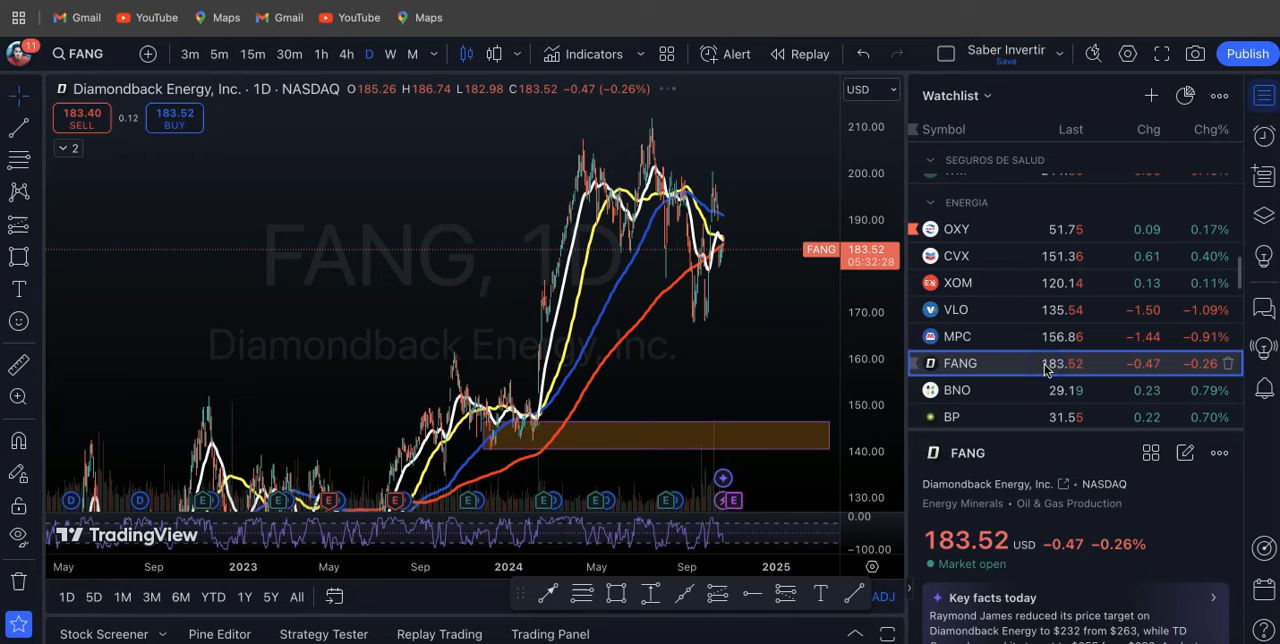 Gmail YouTube Maps Gmail YouTube Maps
11 FANG 3m 5m 15m 30m 1h 4h D W M Indicators Alert Replay Saber Invertir Save Publish
Diamondback Energy, Inc. · 1D · NASDAQ O185.26 H186.74 L182.98 C183.52 −0.47 (−0.26%)
183.40 SELL 0.12 183.52 BUY
2
USD
210.00
200.00
190.00
FANG 183.52
05:32:28
170.00
160.00
150.00
140.00
130.00
0.00
−100.00
FANG, 1D
Diamondback Energy, Inc.
D D E E E E E E E E
TradingView
May Sep 2023 May Sep 2024 May Sep 2025
1D 5D 1M 3M 6M YTD 1Y 5Y All ADJ
Stock Screener Pine Editor Strategy Tester Replay Trading Trading Panel
Watchlist
Symbol Last Chg Chg%
SEGUROS DE SALUD
ENERGIA
OXY 51.75 0.09 0.17%
CVX 151.36 0.61 0.40%
XOM 120.14 0.13 0.11%
VLO 135.54 −1.50 −1.09%
MPC 156.86 −1.44 −0.91%
FANG 183.52 −0.47 −0.26
BNO 29.19 0.23 0.79%
BP 31.55 0.22 0.70%
FANG
Diamondback Energy, Inc. • NASDAQ
Energy Minerals • Oil & Gas Production
183.52 USD −0.47 −0.26%
Market open
Key facts today
Raymond James reduced its price target on
Diamondback Energy to $232 from $263, while TD